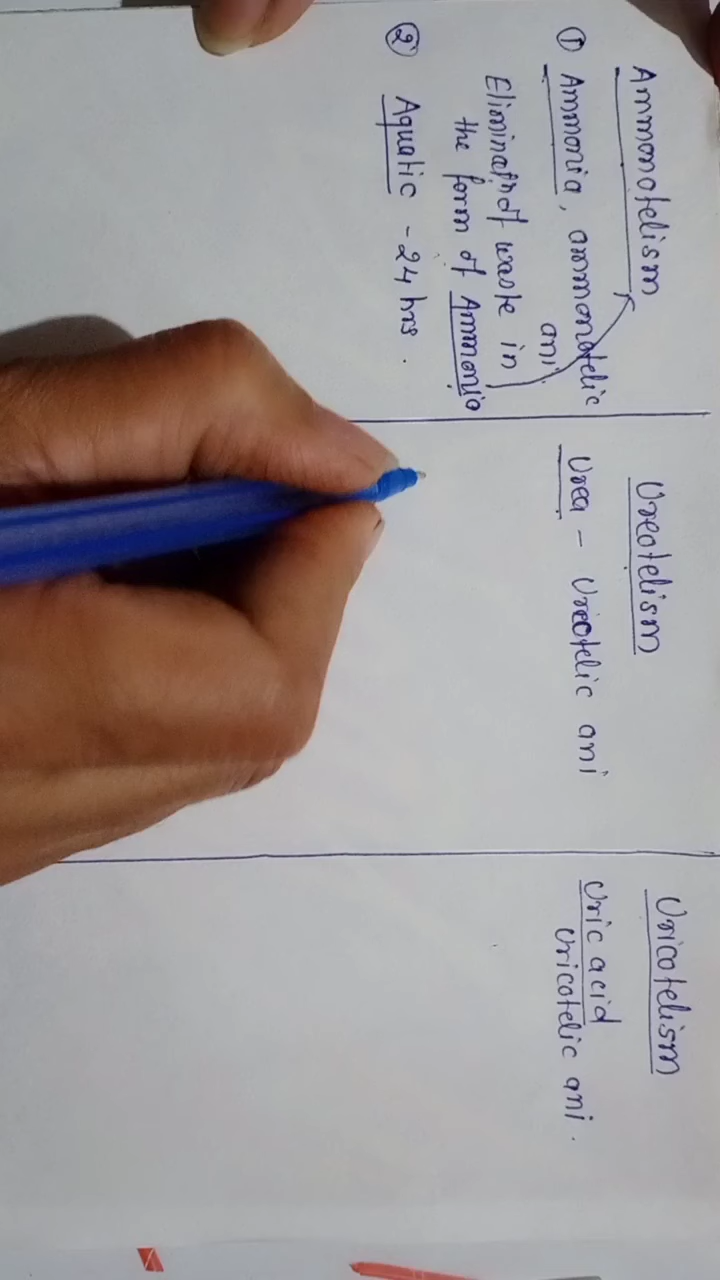 Ammonotelism
① Ammonia, ammonotelic
ani
Elimination of waste in
the form of Ammonia
② Aquatic - 24 hrs.
Ureotelism
Urea - Ureotelic ani
Uricotelism
Uric acid
Uricotelic ani.